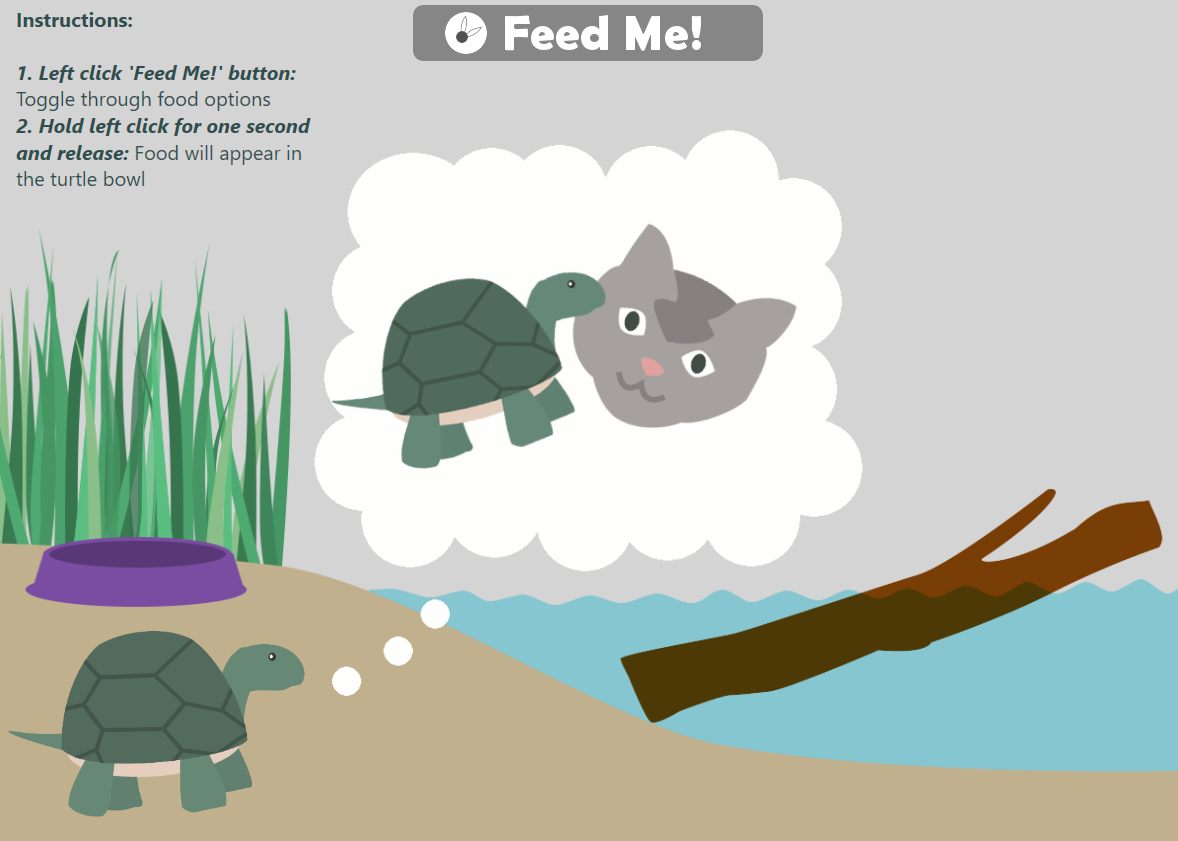 Instructions:
Feed Me!
1. Left click 'Feed Me!' button:
Toggle through food options
2. Hold left click for one second
and release: Food will appear in
the turtle bowl